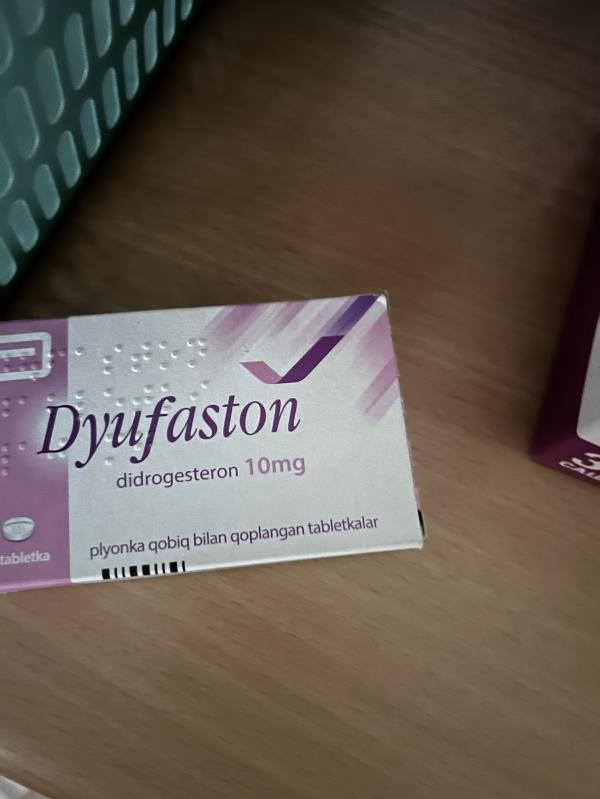 Dyufaston
didrogesteron 10mg
tabletka
plyonka qobiq bilan qoplangan tabletkalar